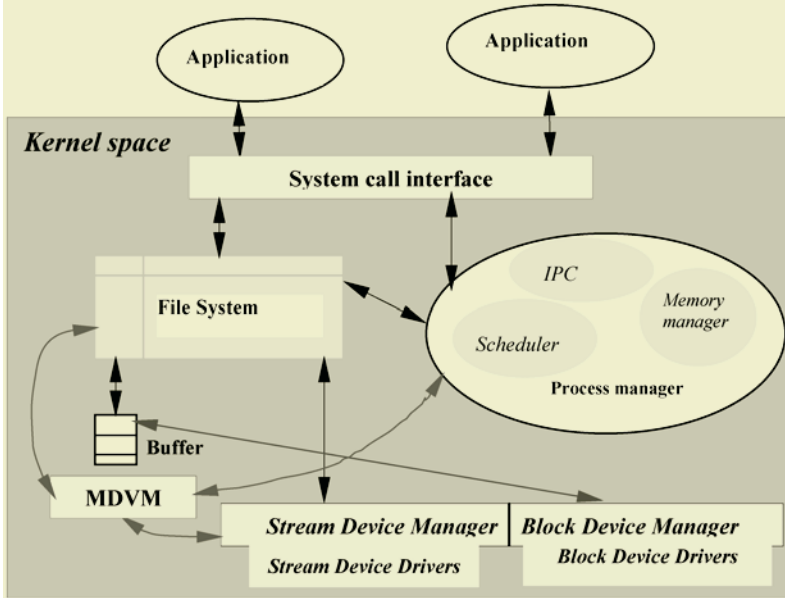 Application
Application
Kernel space
System call interface
IPC
File System
Memory
manager
Scheduler
Process manager
Buffer
MDVM
Stream Device Manager
Block Device Manager
Stream Device Drivers
Block Device Drivers